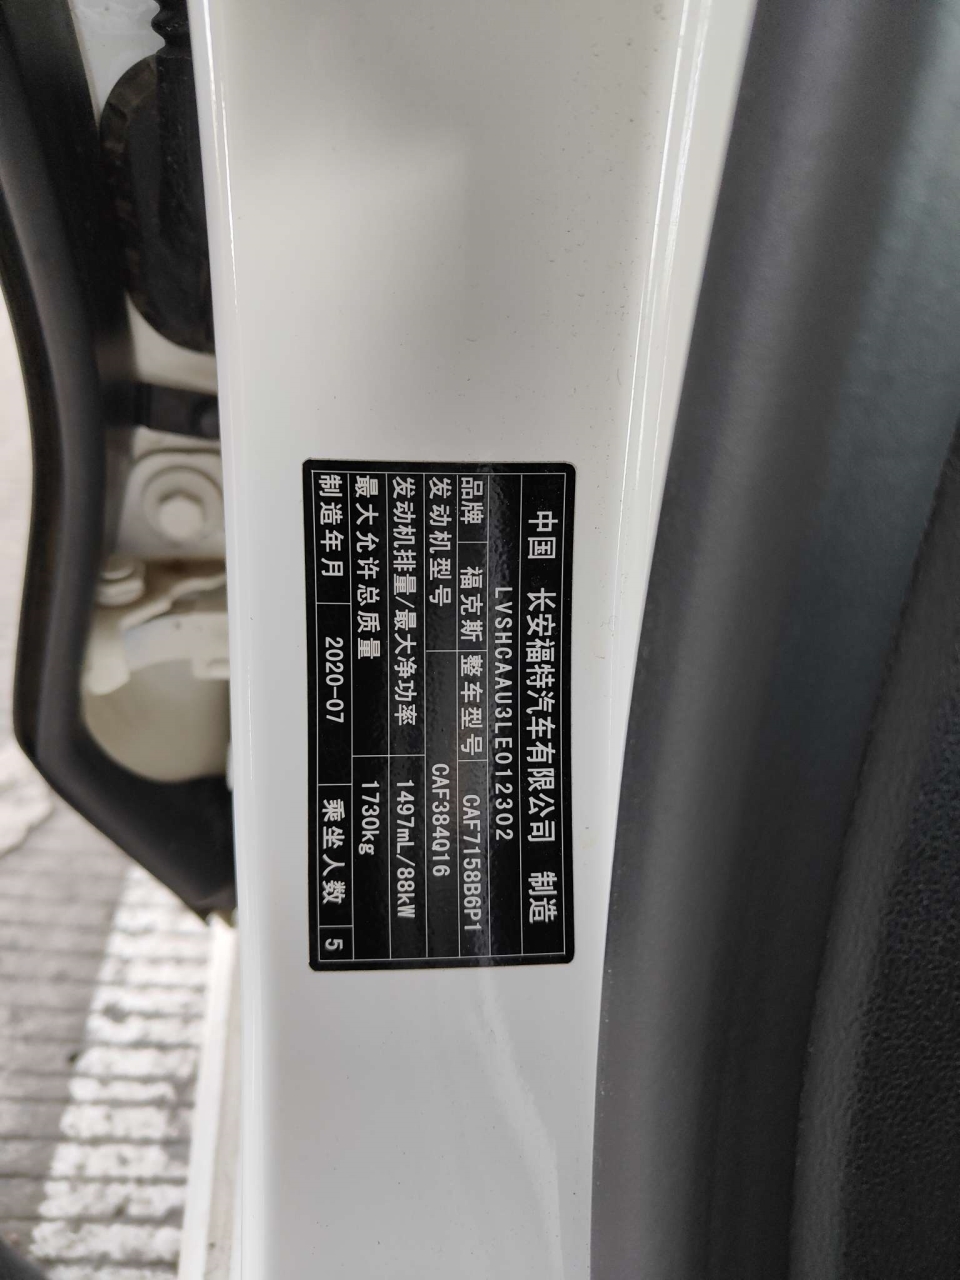 中国 长安福特汽车有限公司 制造
LVSHCAAU3LE012302
品牌 福克斯 整车型号 CAF7158B6P1
发动机型号 CAF384Q16
发动机排量/最大净功率 1497mL/88kW
最大允许总质量 1730kg
制造年月 2020-07 乘坐人数 5